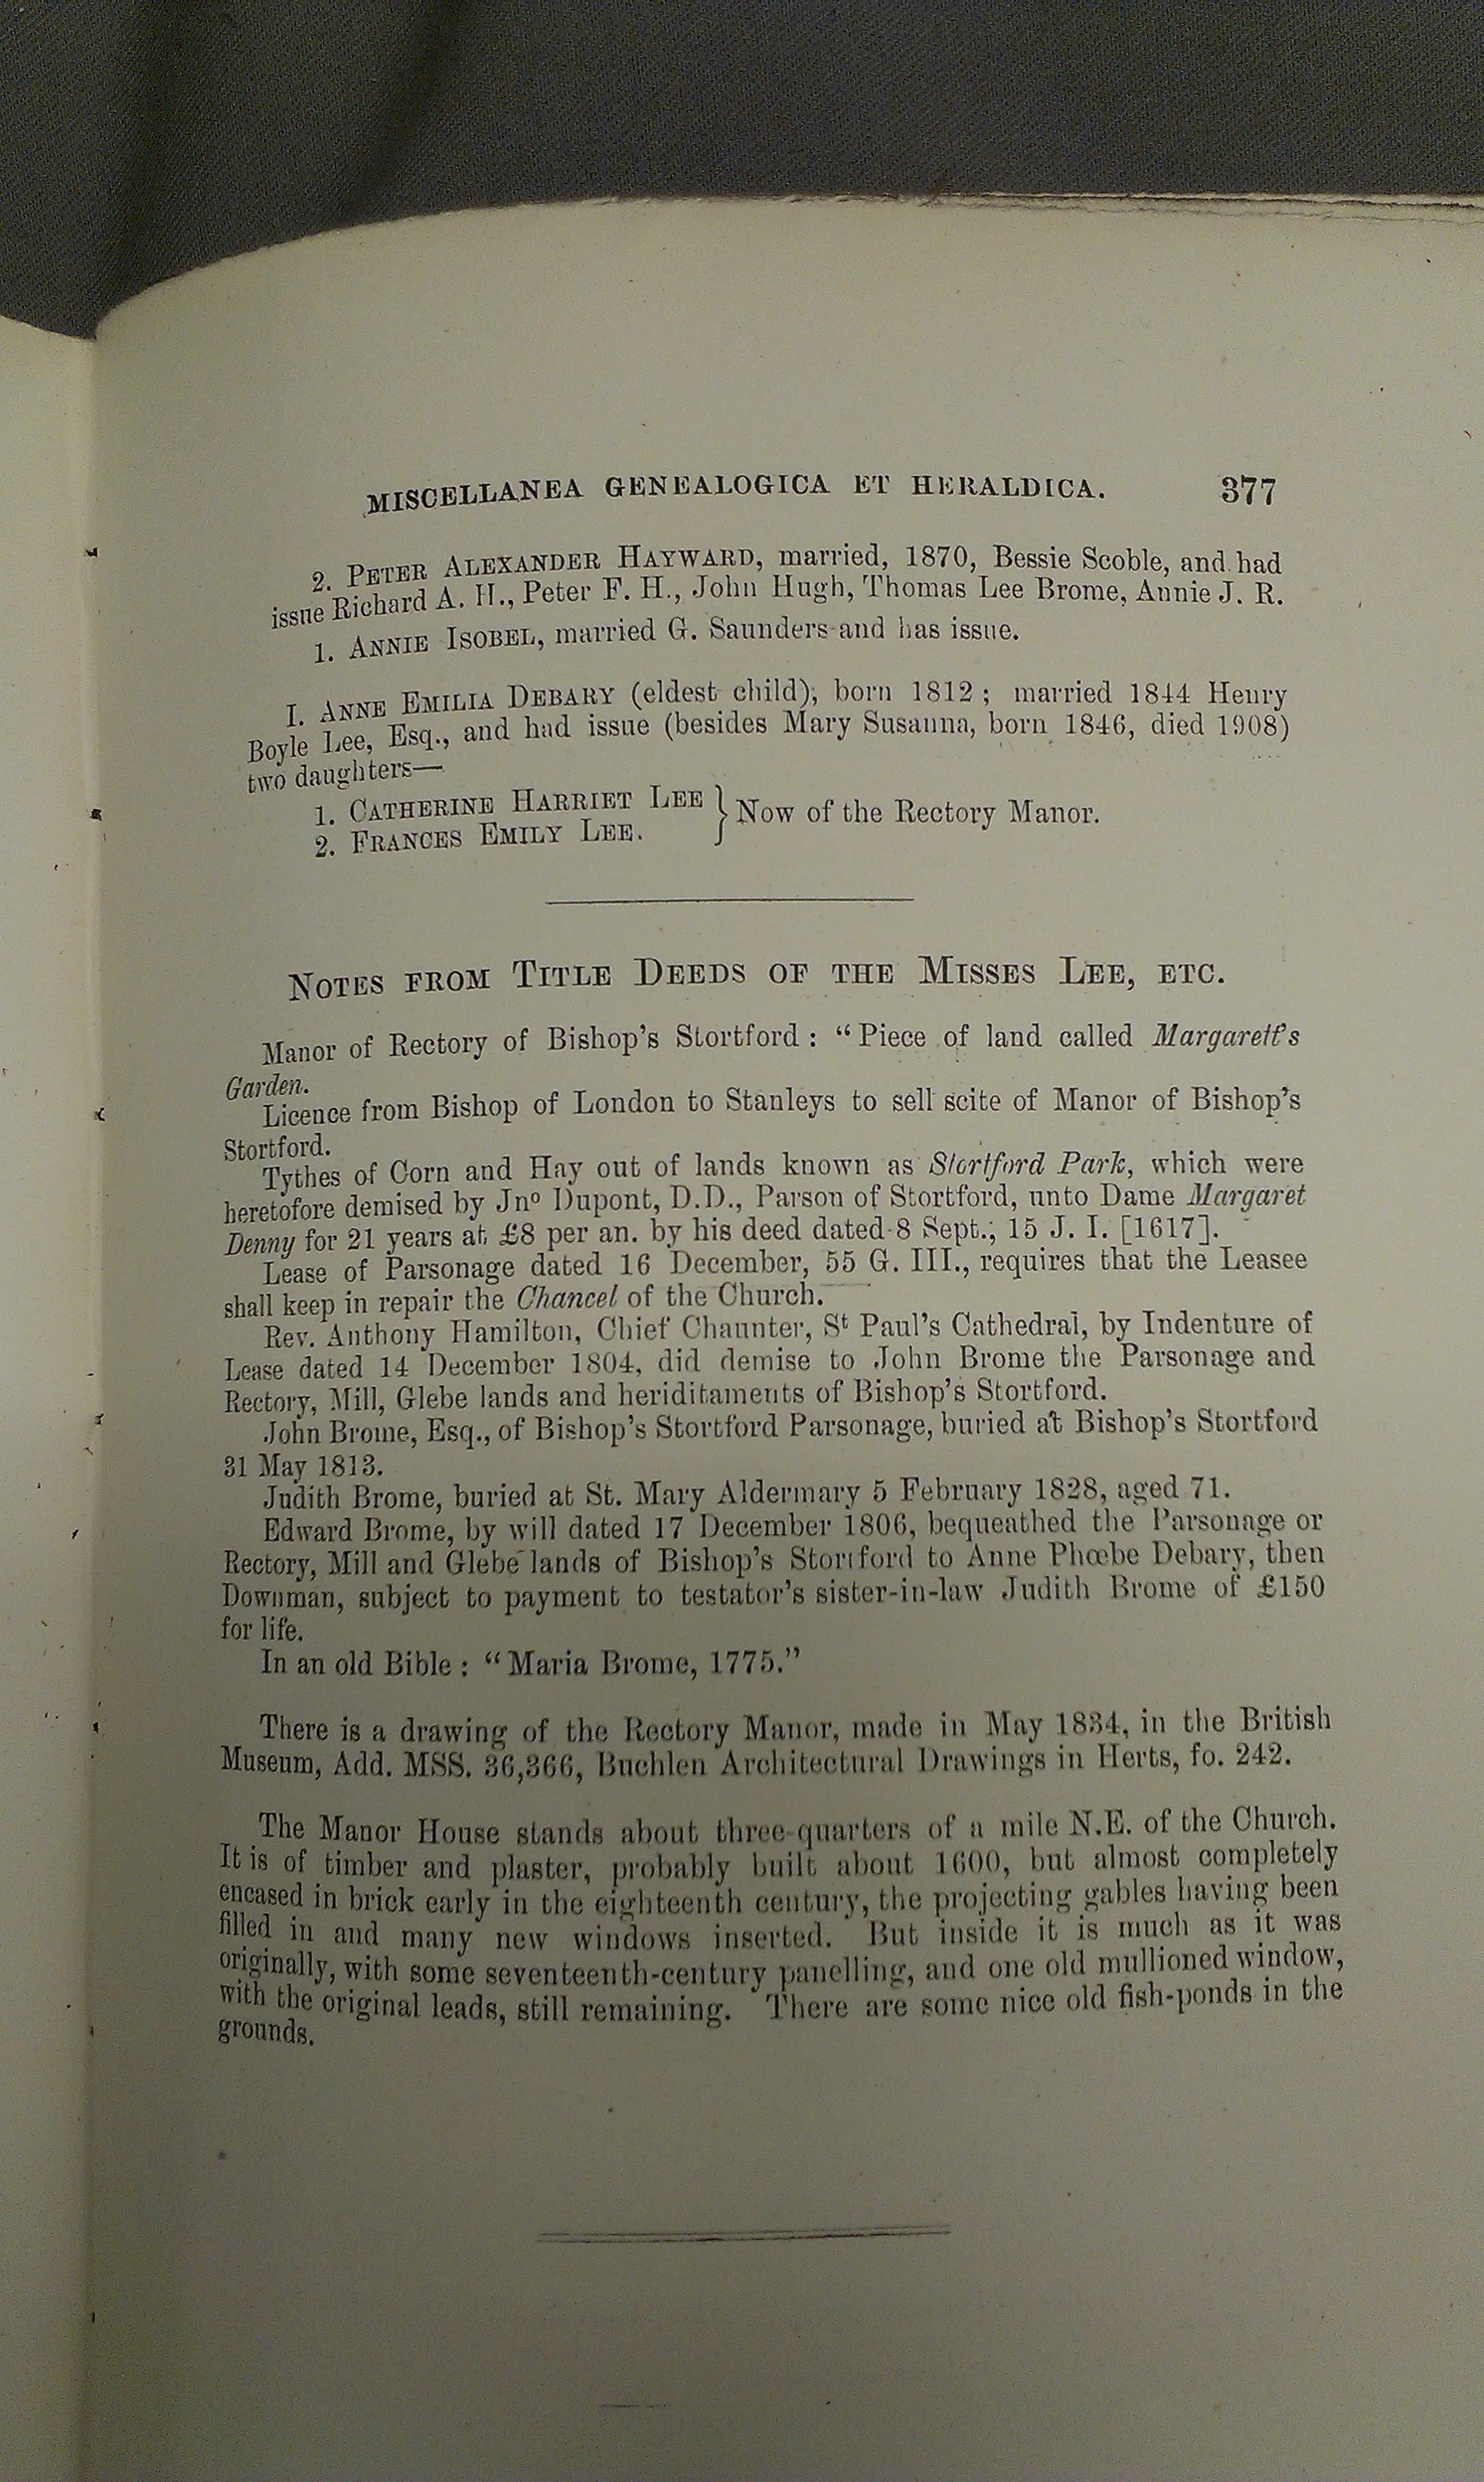 MISCELLANEA GENEALOGICA ET HERALDICA. 377
2. PETER ALEXANDER HAYWARD, married, 1870, Bessie Scoble, and had
issue Richard A. H., Peter F. H., John Hugh, Thomas Lee Brome, Annie J. R.
1. ANNIE ISOBEL, married G. Saunders and has issue.
I. ANNE EMILIA DEBARY (eldest child), born 1812; married 1844 Henry
Boyle Lee, Esq., and had issue (besides Mary Susanna, born 1846, died 1908)
two daughters—
1. CATHERINE HARRIET LEE } Now of the Rectory Manor.
2. FRANCES EMILY LEE.
NOTES FROM TITLE DEEDS OF THE MISSES LEE, ETC.
Manor of Rectory of Bishop's Stortford: “Piece of land called Margarett's
Garden.
Licence from Bishop of London to Stanleys to sell scite of Manor of Bishop's
Stortford.
Tythes of Corn and Hay out of lands known as Stortford Park, which were
heretofore demised by Jnº Dupont, D.D., Parson of Stortford, unto Dame Margaret
Denny for 21 years at £8 per an. by his deed dated 8 Sept., 15 J. I. [1617].
Lease of Parsonage dated 16 December, 55 G. III., requires that the Leasee
shall keep in repair the Chancel of the Church.
Rev. Anthony Hamilton, Chief Chaunter, Sᵗ Paul's Cathedral, by Indenture of
Lease dated 14 December 1804, did demise to John Brome the Parsonage and
Rectory, Mill, Glebe lands and heriditaments of Bishop's Stortford.
John Brome, Esq., of Bishop's Stortford Parsonage, buried at Bishop's Stortford
31 May 1813.
Judith Brome, buried at St. Mary Aldermary 5 February 1828, aged 71.
Edward Brome, by will dated 17 December 1806, bequeathed the Parsonage or
Rectory, Mill and Glebe lands of Bishop's Stortford to Anne Phœbe Debary, then
Downman, subject to payment to testator's sister-in-law Judith Brome of £150
for life.
In an old Bible: “Maria Brome, 1775.”
There is a drawing of the Rectory Manor, made in May 1834, in the British
Museum, Add. MSS. 36,366, Buchlen Architectural Drawings in Herts, fo. 242.
The Manor House stands about three-quarters of a mile N.E. of the Church.
It is of timber and plaster, probably built about 1600, but almost completely
encased in brick early in the eighteenth century, the projecting gables having been
filled in and many new windows inserted. But inside it is much as it was
originally, with some seventeenth-century panelling, and one old mullioned window,
with the original leads, still remaining. There are some nice old fish-ponds in the
grounds.